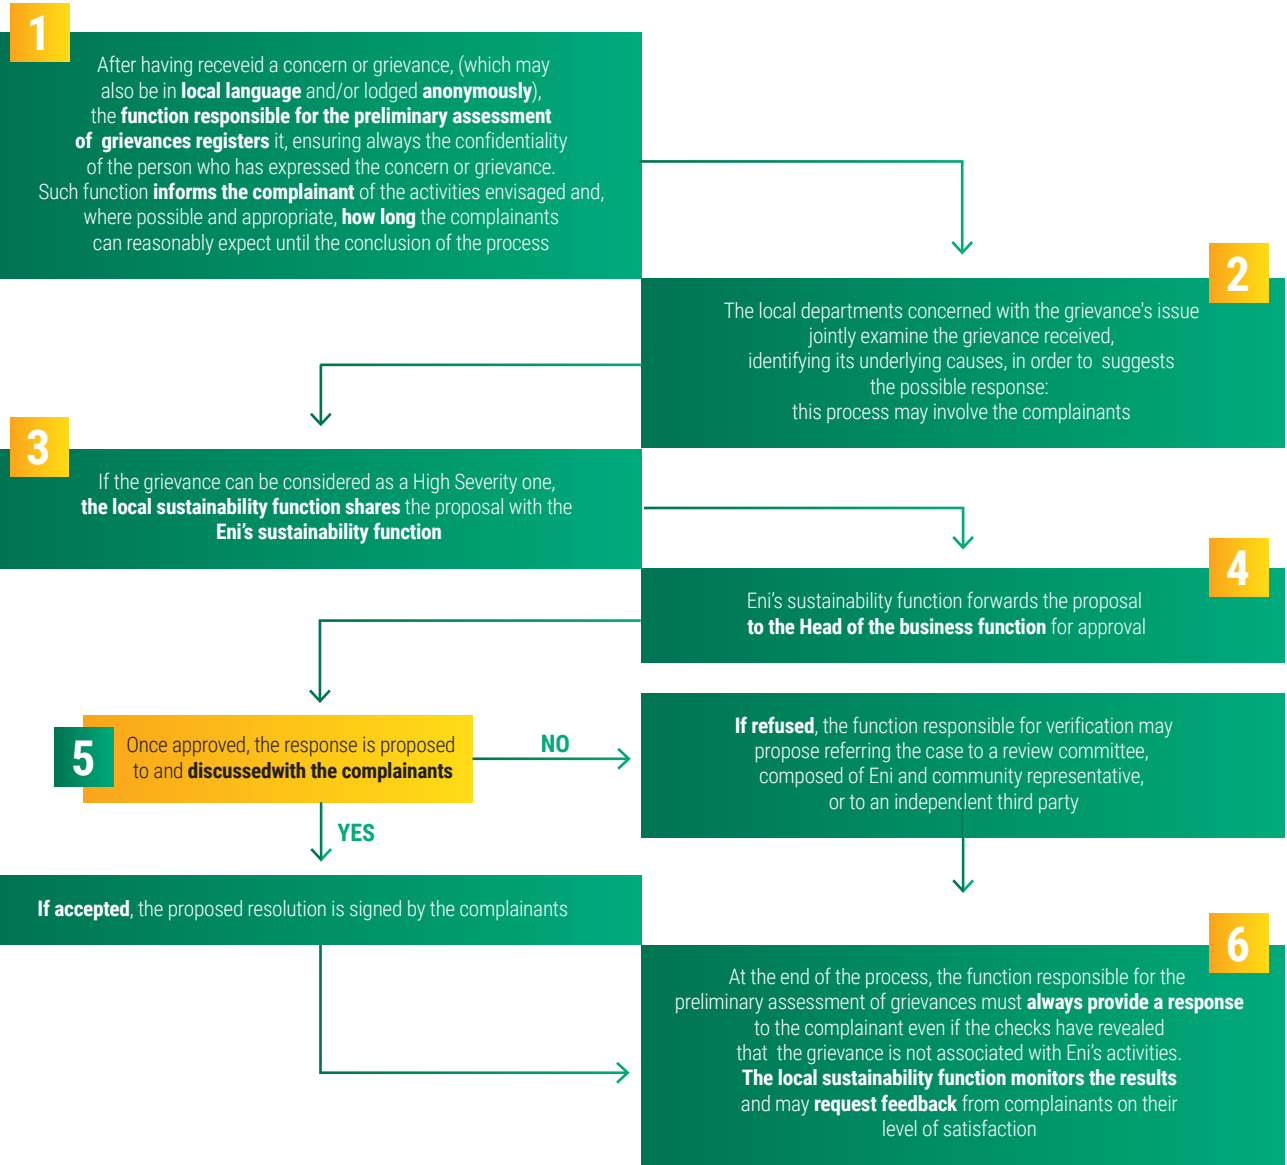 1
After having receveid a concern or grievance, (which may
also be in local language and/or lodged anonymously),
the function responsible for the preliminary assessment
of grievances registers it, ensuring always the confidentiality
of the person who has expressed the concern or grievance.
Such function informs the complainant of the activities envisaged and,
where possible and appropriate, how long the complainants
can reasonably expect until the conclusion of the process
2
The local departments concerned with the grievance's issue
jointly examine the grievance received,
identifying its underlying causes, in order to suggests
the possible response:
this process may involve the complainants
3
If the grievance can be considered as a High Severity one,
the local sustainability function shares the proposal with the
Eni's sustainability function
4
Eni's sustainability function forwards the proposal
to the Head of the business function for approval
5
Once approved, the response is proposed
to and discussedwith the complainants
NO
If refused, the function responsible for verification may
propose referring the case to a review committee,
composed of Eni and community representative,
or to an independent third party
YES
If accepted, the proposed resolution is signed by the complainants
6
At the end of the process, the function responsible for the
preliminary assessment of grievances must always provide a response
to the complainant even if the checks have revealed
that the grievance is not associated with Eni's activities.
The local sustainability function monitors the results
and may request feedback from complainants on their
level of satisfaction